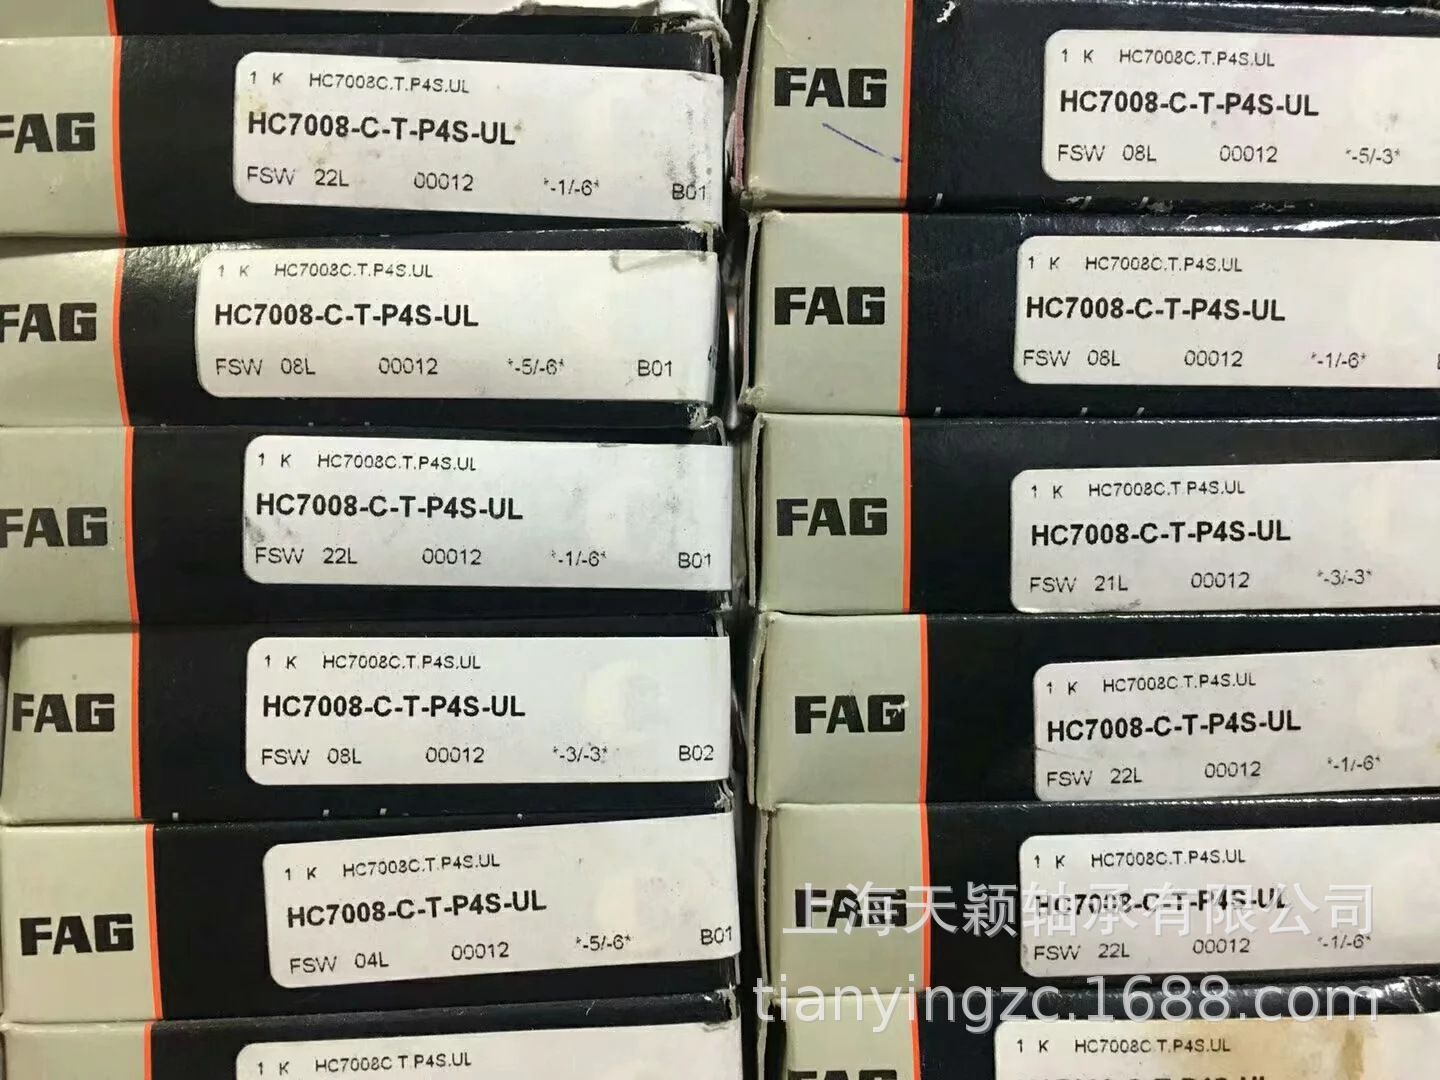 FAG
1 K HC7008C.T.P4S.UL
HC7008-C-T-P4S-UL
FSW 22L 00012 *-1/-6* B01
FAG
1 K HC7008C.T.P4S.UL
HC7008-C-T-P4S-UL
FSW 08L 00012 *-5/-6* B01
FAG
1 K HC7008C.T.P4S.UL
HC7008-C-T-P4S-UL
FSW 22L 00012 *-1/-6* B01
FAG
1 K HC7008C.T.P4S.UL
HC7008-C-T-P4S-UL
FSW 08L 00012 *-3/-3* B02
FAG
1 K HC7008C.T.P4S.UL
HC7008-C-T-P4S-UL
FSW 04L 00012 *-5/-6* B01
1 K HC7008C.T.P4S.UL
FAG
1 K HC7008C.T.P4S.UL
HC7008-C-T-P4S-UL
FSW 08L 00012 *-5/-3*
FAG
1 K HC7008C.T.P4S.UL
HC7008-C-T-P4S-UL
FSW 08L 00012 *-1/-6*
FAG
1 K HC7008C.T.P4S.UL
HC7008-C-T-P4S-UL
FSW 21L 00012 *-3/-3*
FAG
1 K HC7008C.T.P4S.UL
HC7008-C-T-P4S-UL
FSW 22L 00012 *-1/-6*
FAG
1 K HC7008C.T.P4S.UL
HC7008-C-T-P4S-UL
FSW 22L 00012 *-1/-6*
上海天颖轴承有限公司
tianyingzc.1688.com
FAG
1 K HC7008C.T.P4S.UL